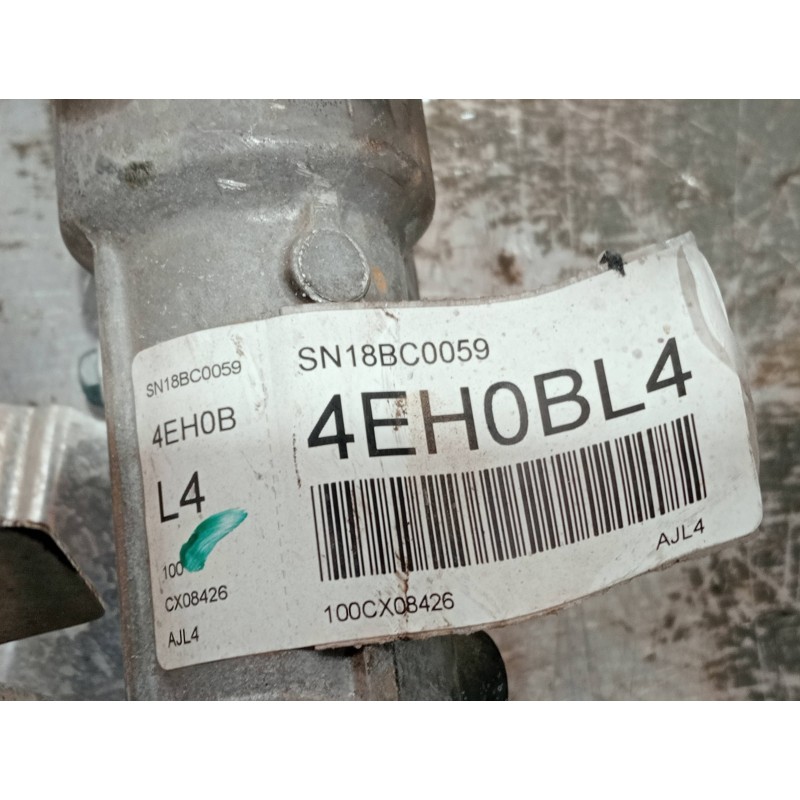 SN18BC0059
4EH0B
L4
100
CX08426
AJL4
SN18BC0059
4EH0BL4
AJL4
100CX08426